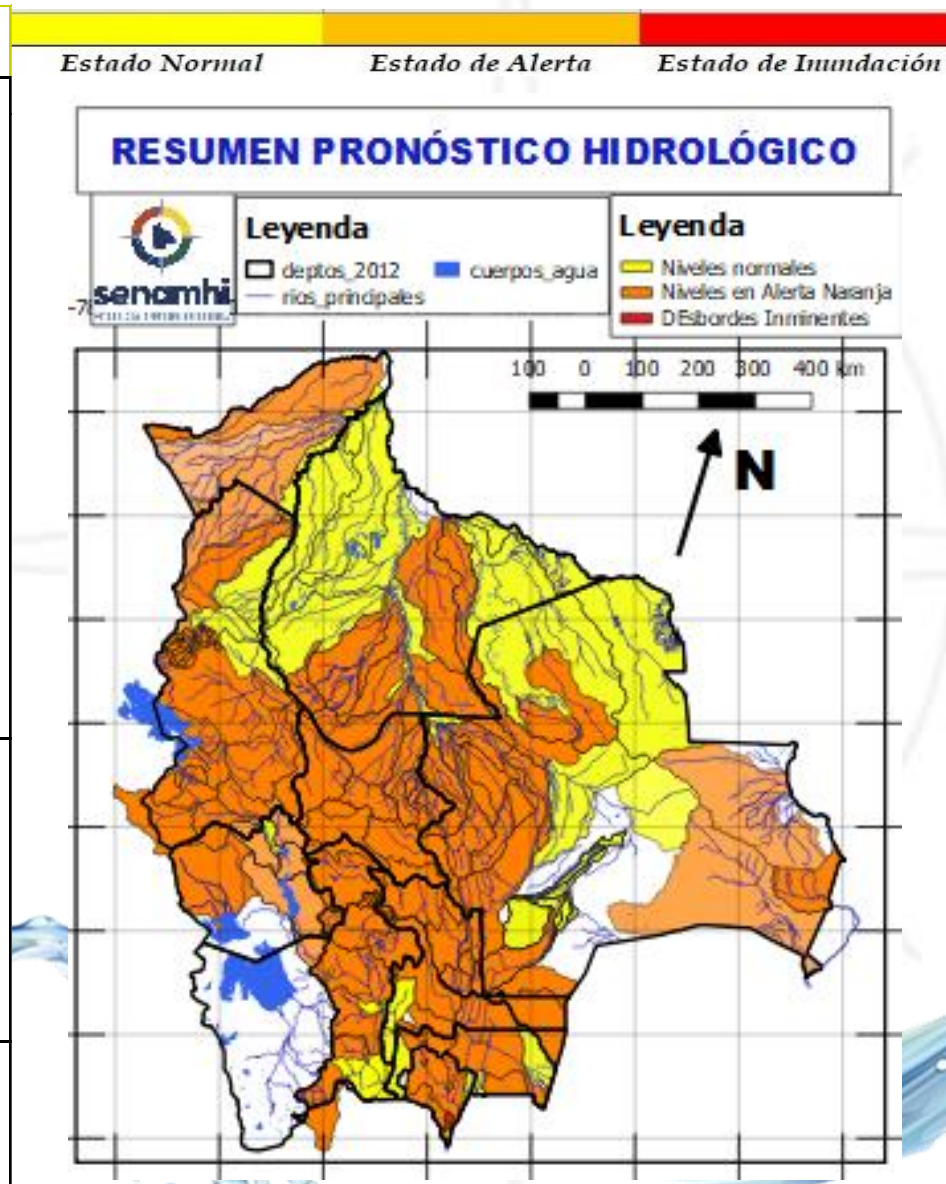 Estado Normal Estado de Alerta Estado de Inundación
RESUMEN PRONÓSTICO HIDROLÓGICO
senamhi
Leyenda
deptos_2012 cuerpos_agua
rios_principales
Leyenda
Niveles normales
Niveles en Alerta Naranja
DEsbordes Inminentes
-7
100 0 100 200 300 400 km
N